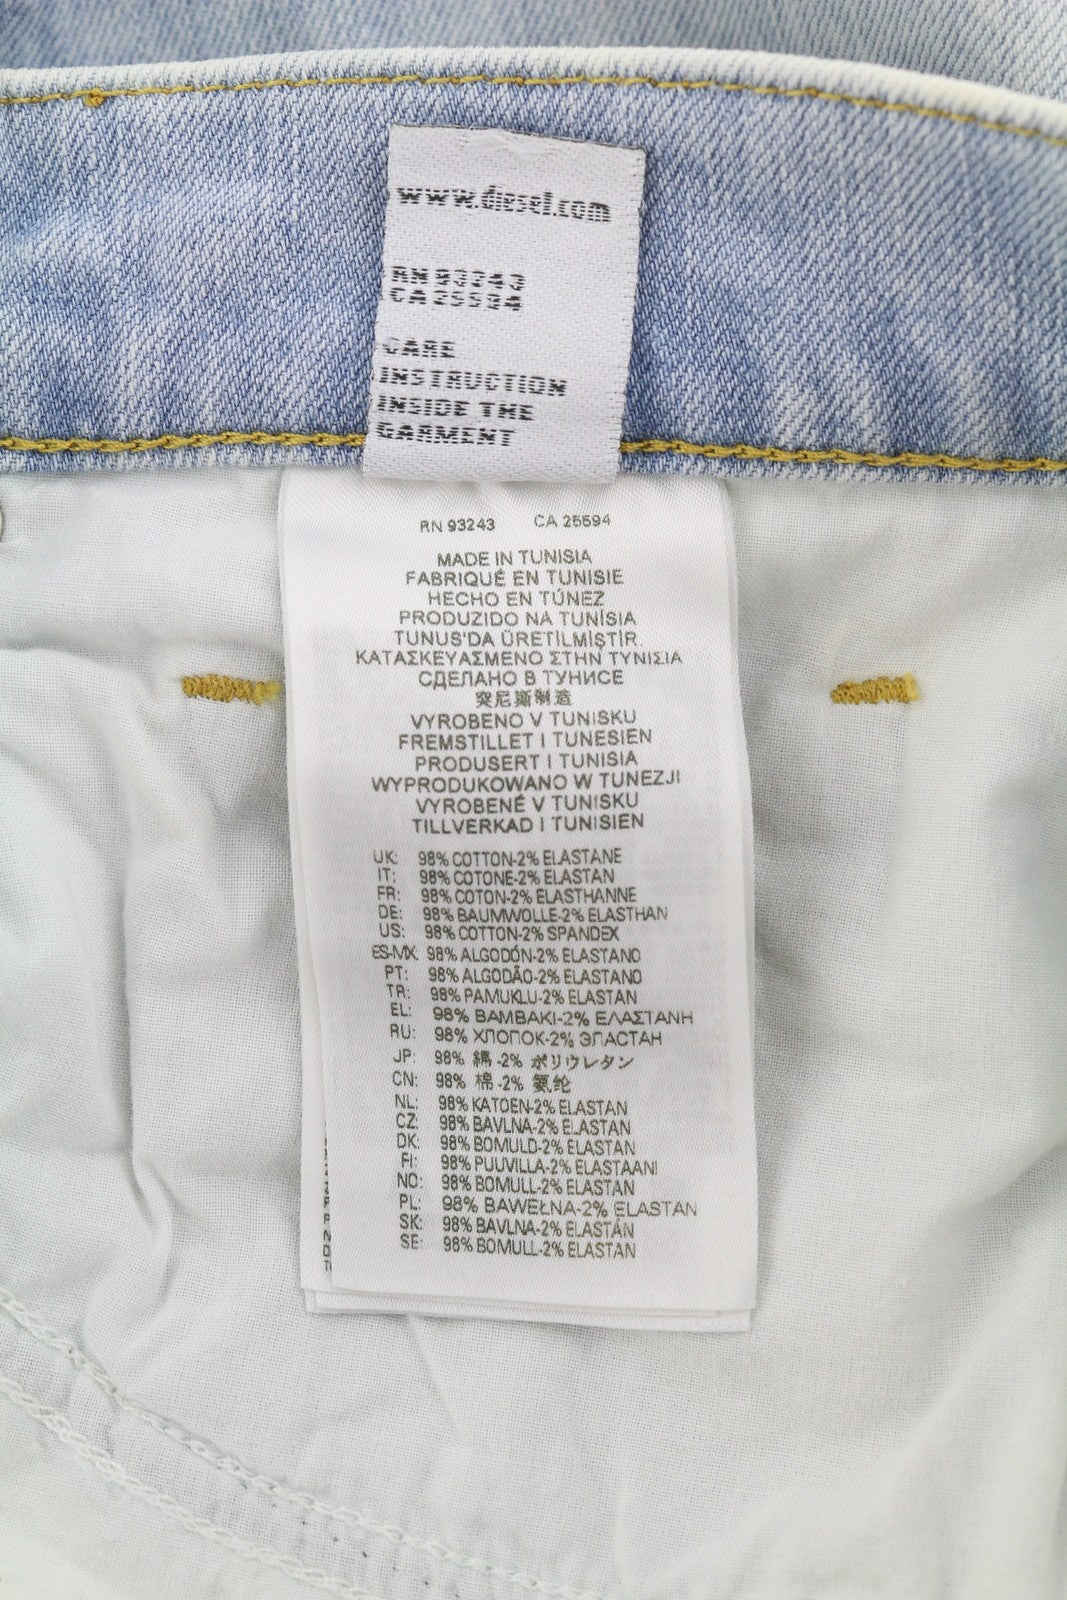 www.diesel.com
RN 93243
CA 25594
CARE
INSTRUCTION
INSIDE THE
GARMENT
RN 93243 CA 25594
MADE IN TUNISIA
FABRIQUÉ EN TUNISIE
HECHO EN TÚNEZ
PRODUZIDO NA TUNÍSIA
TUNUS'DA ÜRETILMIŞTIR.
ΚΑΤΑΣΚΕΥΑΣΜΕΝΟ ΣΤΗΝ ΤΥΝΙΣΙΑ
СДЕЛАНО В ТУНИСЕ
突尼斯制造
VYROBENO V TUNISKU
FREMSTILLET I TUNESIEN
PRODUSERT I TUNISIA
WYPRODUKOWANO W TUNEZJI
VYROBENÉ V TUNISKU
TILLVERKAD I TUNISIEN
UK: 98% COTTON-2% ELASTANE
IT: 98% COTONE-2% ELASTAN
FR: 98% COTON-2% ELASTHANNE
DE: 98% BAUMWOLLE-2% ELASTHAN
US: 98% COTTON-2% SPANDEX
ES-MX: 98% ALGODÓN-2% ELASTANO
PT: 98% ALGODÃO-2% ELASTANO
TR: 98% PAMUKLU-2% ELASTAN
EL: 98% ΒΑΜΒΑΚΙ-2% ΕΛΑΣΤΑΝΗ
RU: 98% ХЛОПОК-2% ЭЛАСТАН
JP: 98% 綿 -2% ポリウレタン
CN: 98% 棉 -2% 氨纶
NL: 98% KATOEN-2% ELASTAN
CZ: 98% BAVLNA-2% ELASTAN
DK: 98% BOMULD-2% ELASTAN
FI: 98% PUUVILLA-2% ELASTAANI
NO: 98% BOMULL-2% ELASTAN
PL: 98% BAWEŁNA-2% ELASTAN
SK: 98% BAVLNA-2% ELASTÁN
SE: 98% BOMULL-2% ELASTAN